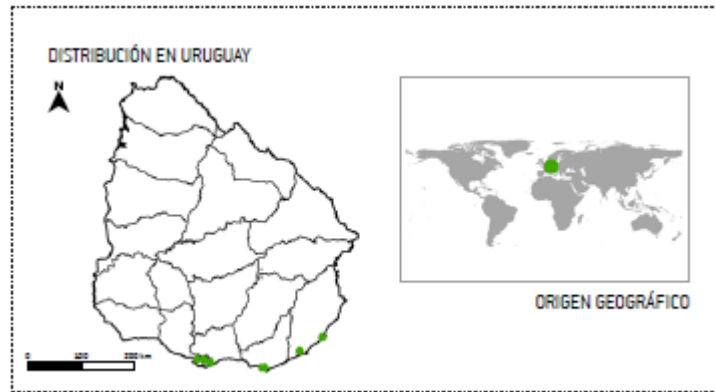 DISTRIBUCIÓN EN URUGUAY
N
0 100 200 km
ORIGEN GEOGRÁFICO